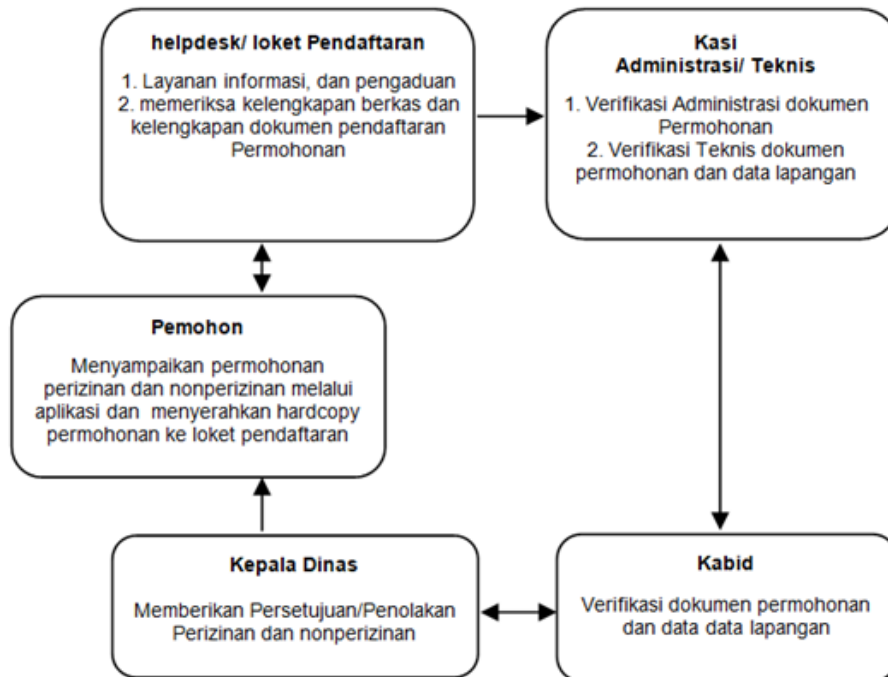 helpdesk/ loket Pendaftaran
1. Layanan informasi, dan pengaduan
2. memeriksa kelengkapan berkas dan
kelengkapan dokumen pendaftaran
Permohonan
Kasi
Administrasi/ Teknis
1. Verifikasi Administrasi dokumen
Permohonan
2. Verifikasi Teknis dokumen
permohonan dan data lapangan
Pemohon
Menyampaikan permohonan
perizinan dan nonperizinan melalui
aplikasi dan menyerahkan hardcopy
permohonan ke loket pendaftaran
Kepala Dinas
Memberikan Persetujuan/Penolakan
Perizinan dan nonperizinan
Kabid
Verifikasi dokumen permohonan
dan data data lapangan